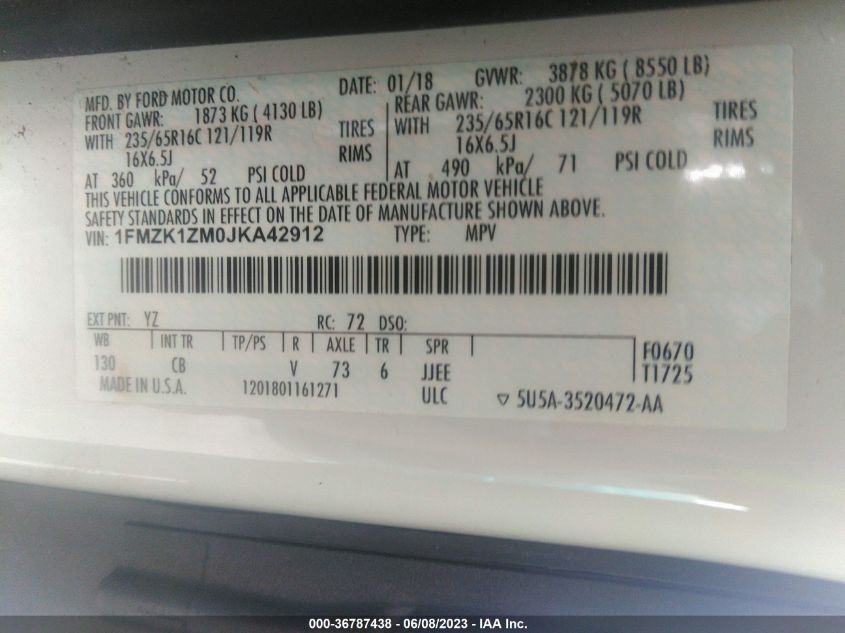 MFD. BY FORD MOTOR CO. DATE: 01/18 GVWR: 3878 KG ( 8550 LB)
FRONT GAWR: 1873 KG ( 4130 LB) REAR GAWR: 2300 KG ( 5070 LB)
WITH 235/65R16C 121/119R TIRES WITH 235/65R16C 121/119R TIRES
16X6.5J RIMS 16X6.5J RIMS
AT 360 kPa/ 52 PSI COLD AT 490 kPa/ 71 PSI COLD
THIS VEHICLE CONFORMS TO ALL APPLICABLE FEDERAL MOTOR VEHICLE
SAFETY STANDARDS IN EFFECT ON THE DATE OF MANUFACTURE SHOWN ABOVE.
VIN: 1FMZK1ZM0JKA42912 TYPE: MPV
EXT PNT: YZ RC: 72 DSO:
WB INT TR TP/PS R AXLE TR SPR F0670
130 CB V 73 6 JJEE T1725
MADE IN U.S.A. 1201801161271 ULC ▽ 5U5A-3520472-AA
000-36787438 - 06/08/2023 - IAA Inc.